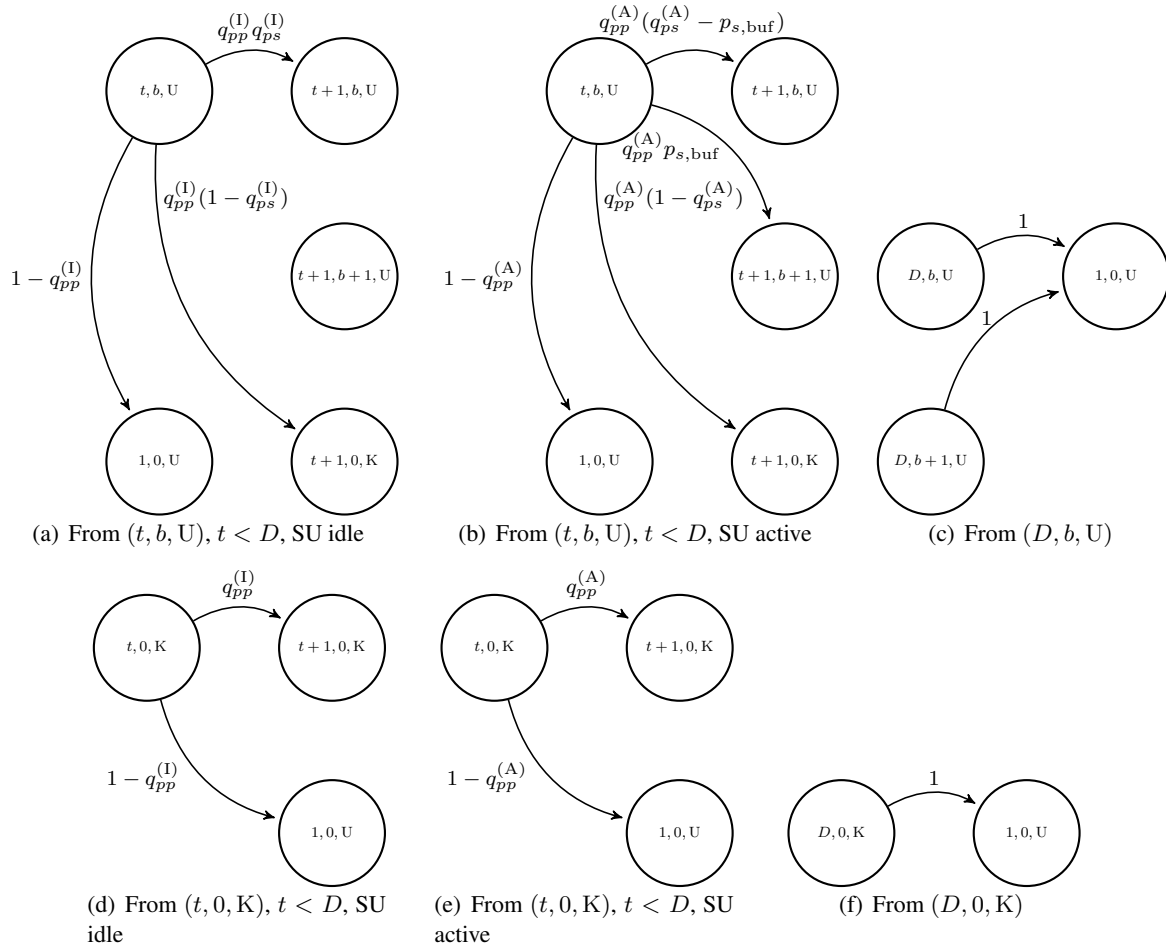 q_{pp}^{(I)} q_{ps}^{(I)}
t, b, U
t + 1, b, U
q_{pp}^{(I)}(1 − q_{ps}^{(I)})
1 − q_{pp}^{(I)}
t + 1, b + 1, U
1, 0, U
t + 1, 0, K
(a) From (t, b, U), t < D, SU idle
q_{pp}^{(A)}(q_{ps}^{(A)} − p_{s,buf})
t, b, U
t + 1, b, U
q_{pp}^{(A)} p_{s,buf}
q_{pp}^{(A)}(1 − q_{ps}^{(A)})
1 − q_{pp}^{(A)}
t + 1, b + 1, U
1, 0, U
t + 1, 0, K
(b) From (t, b, U), t < D, SU active
1
D, b, U
1, 0, U
1
D, b + 1, U
(c) From (D, b, U)
q_{pp}^{(I)}
t, 0, K
t + 1, 0, K
1 − q_{pp}^{(I)}
1, 0, U
(d) From (t, 0, K), t < D, SU
idle
q_{pp}^{(A)}
t, 0, K
t + 1, 0, K
1 − q_{pp}^{(A)}
1, 0, U
(e) From (t, 0, K), t < D, SU
active
1
D, 0, K
1, 0, U
(f) From (D, 0, K)